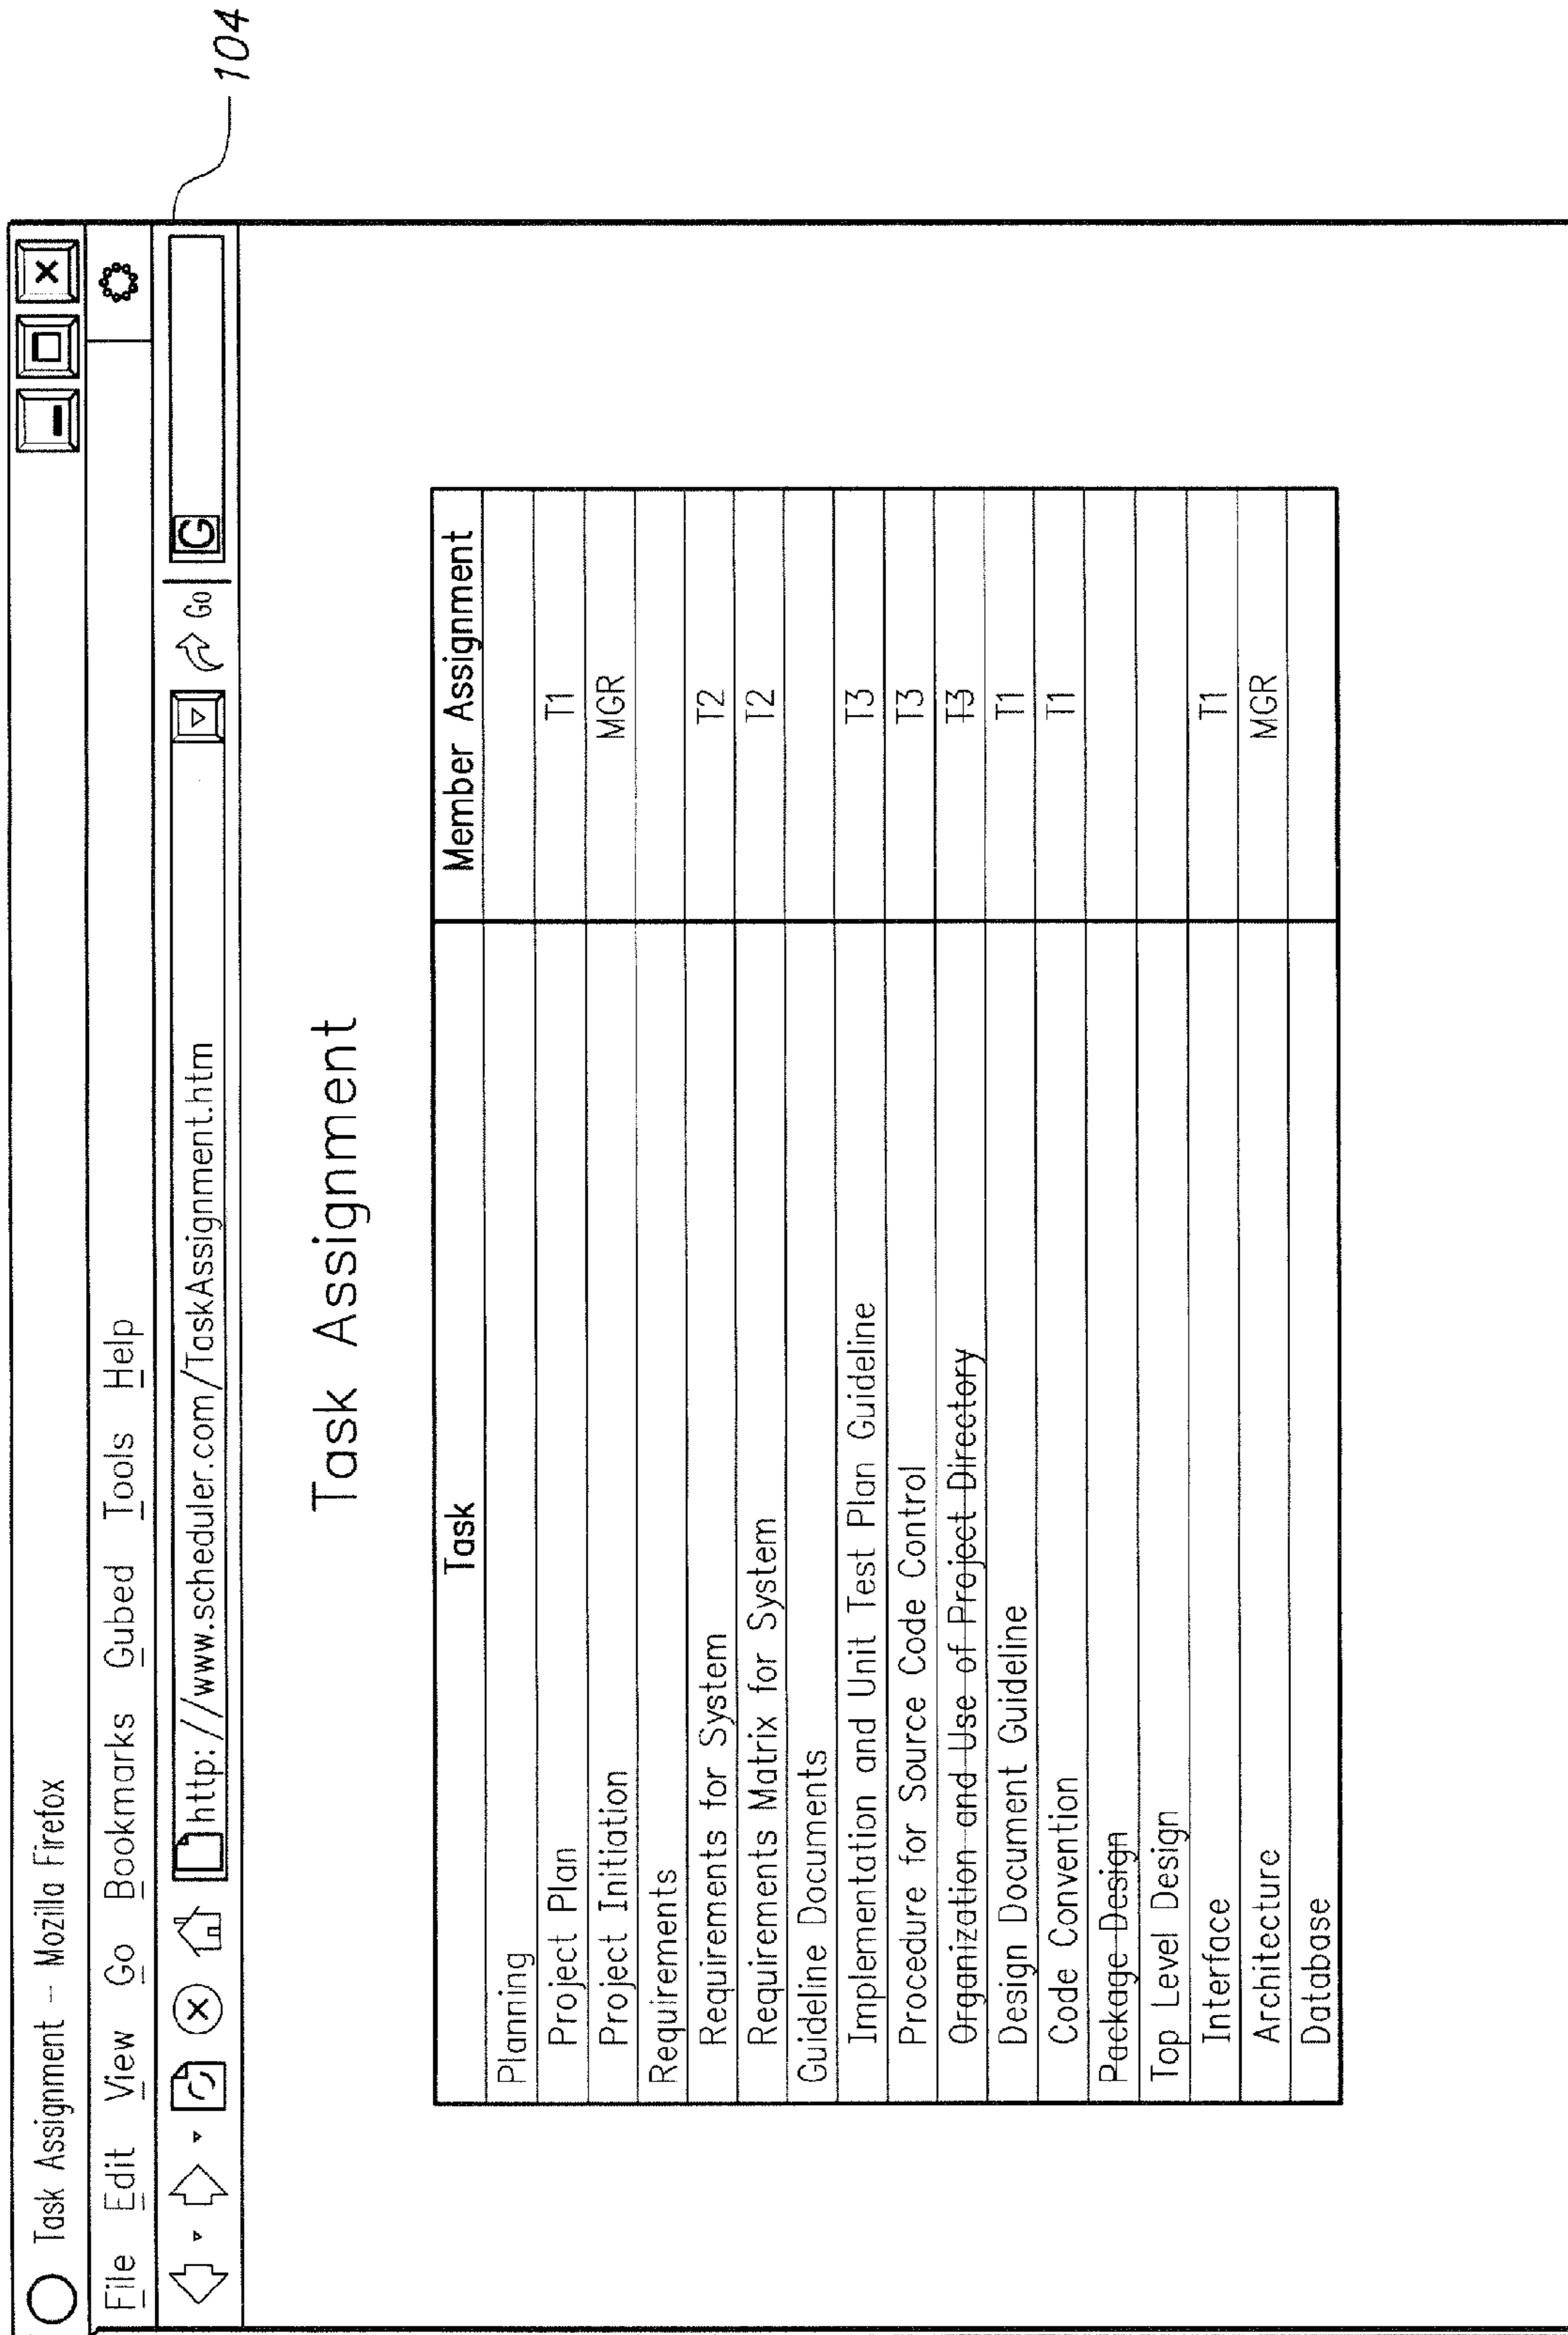 Task Assignment — Mozilla Firefox
File Edit View Go Bookmarks Gubed Tools Help
http://www.scheduler.com/TaskAssignment.htm Go G
104
Task Assignment
Task Member Assignment
Planning
Project Plan T1
Project Initiation MGR
Requirements
Requirements for System T2
Requirements Matrix for System T2
Guideline Documents
Implementation and Unit Test Plan Guideline T3
Procedure for Source Code Control T3
Organization and Use of Project Directory T3
Design Document Guideline T1
Code Convention T1
Package Design
Top Level Design
Interface T1
Architecture MGR
Database